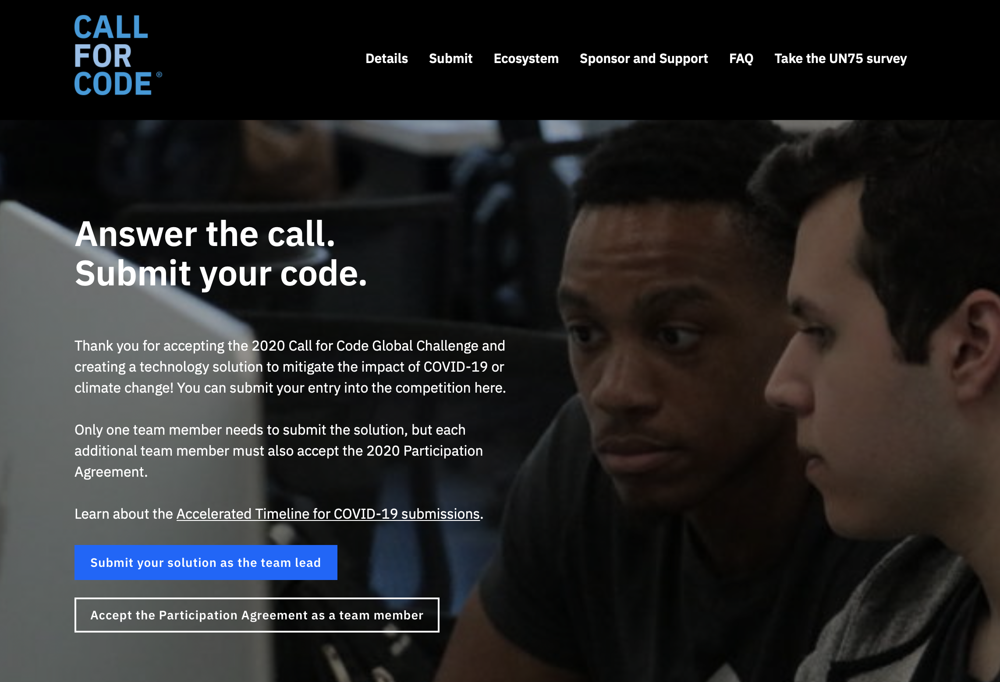 CALL
FOR
CODE ®
Details Submit Ecosystem Sponsor and Support FAQ Take the UN75 survey
Answer the call.
Submit your code.
Thank you for accepting the 2020 Call for Code Global Challenge and
creating a technology solution to mitigate the impact of COVID-19 or
climate change! You can submit your entry into the competition here.
Only one team member needs to submit the solution, but each
additional team member must also accept the 2020 Participation
Agreement.
Learn about the Accelerated Timeline for COVID-19 submissions.
Submit your solution as the team lead
Accept the Participation Agreement as a team member